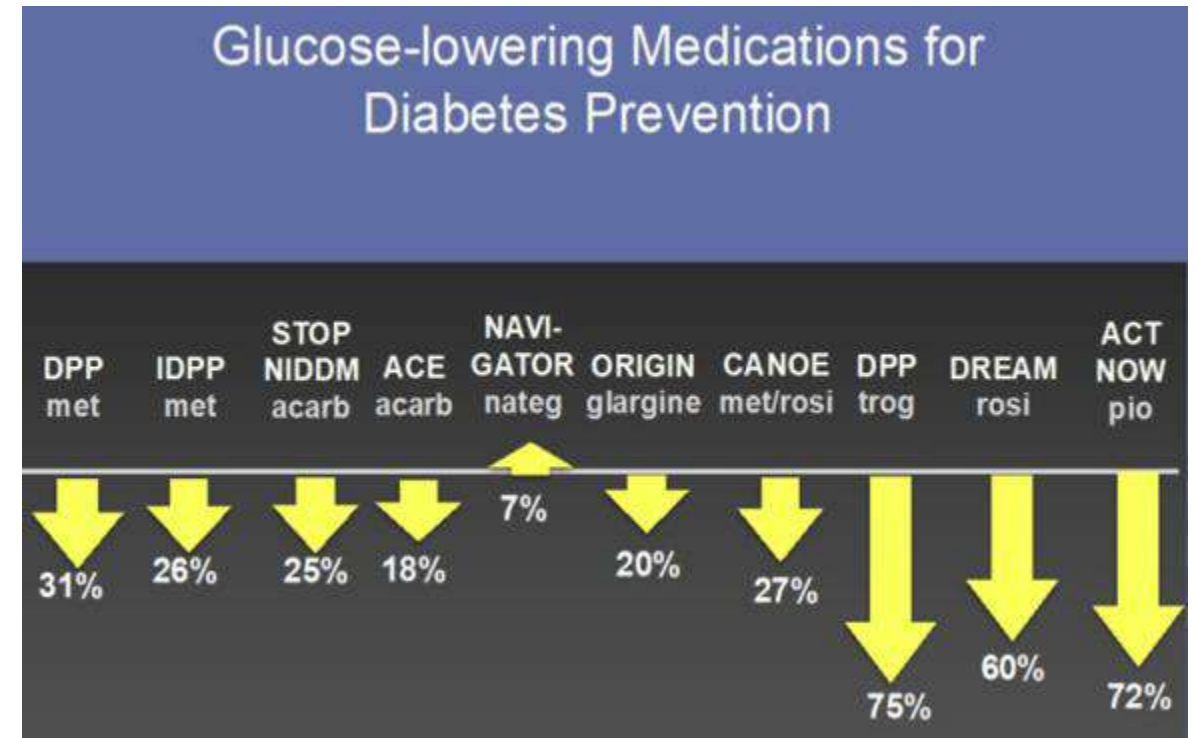 Glucose-lowering Medications for
Diabetes Prevention
DPP
met
IDPP
met
STOP
NIDDM
acarb
ACE
acarb
NAVI-
GATOR
nateg
ORIGIN
glargine
CANOE
met/rosi
DPP
trog
DREAM
rosi
ACT
NOW
pio
31%
26%
25%
18%
7%
20%
27%
75%
60%
72%